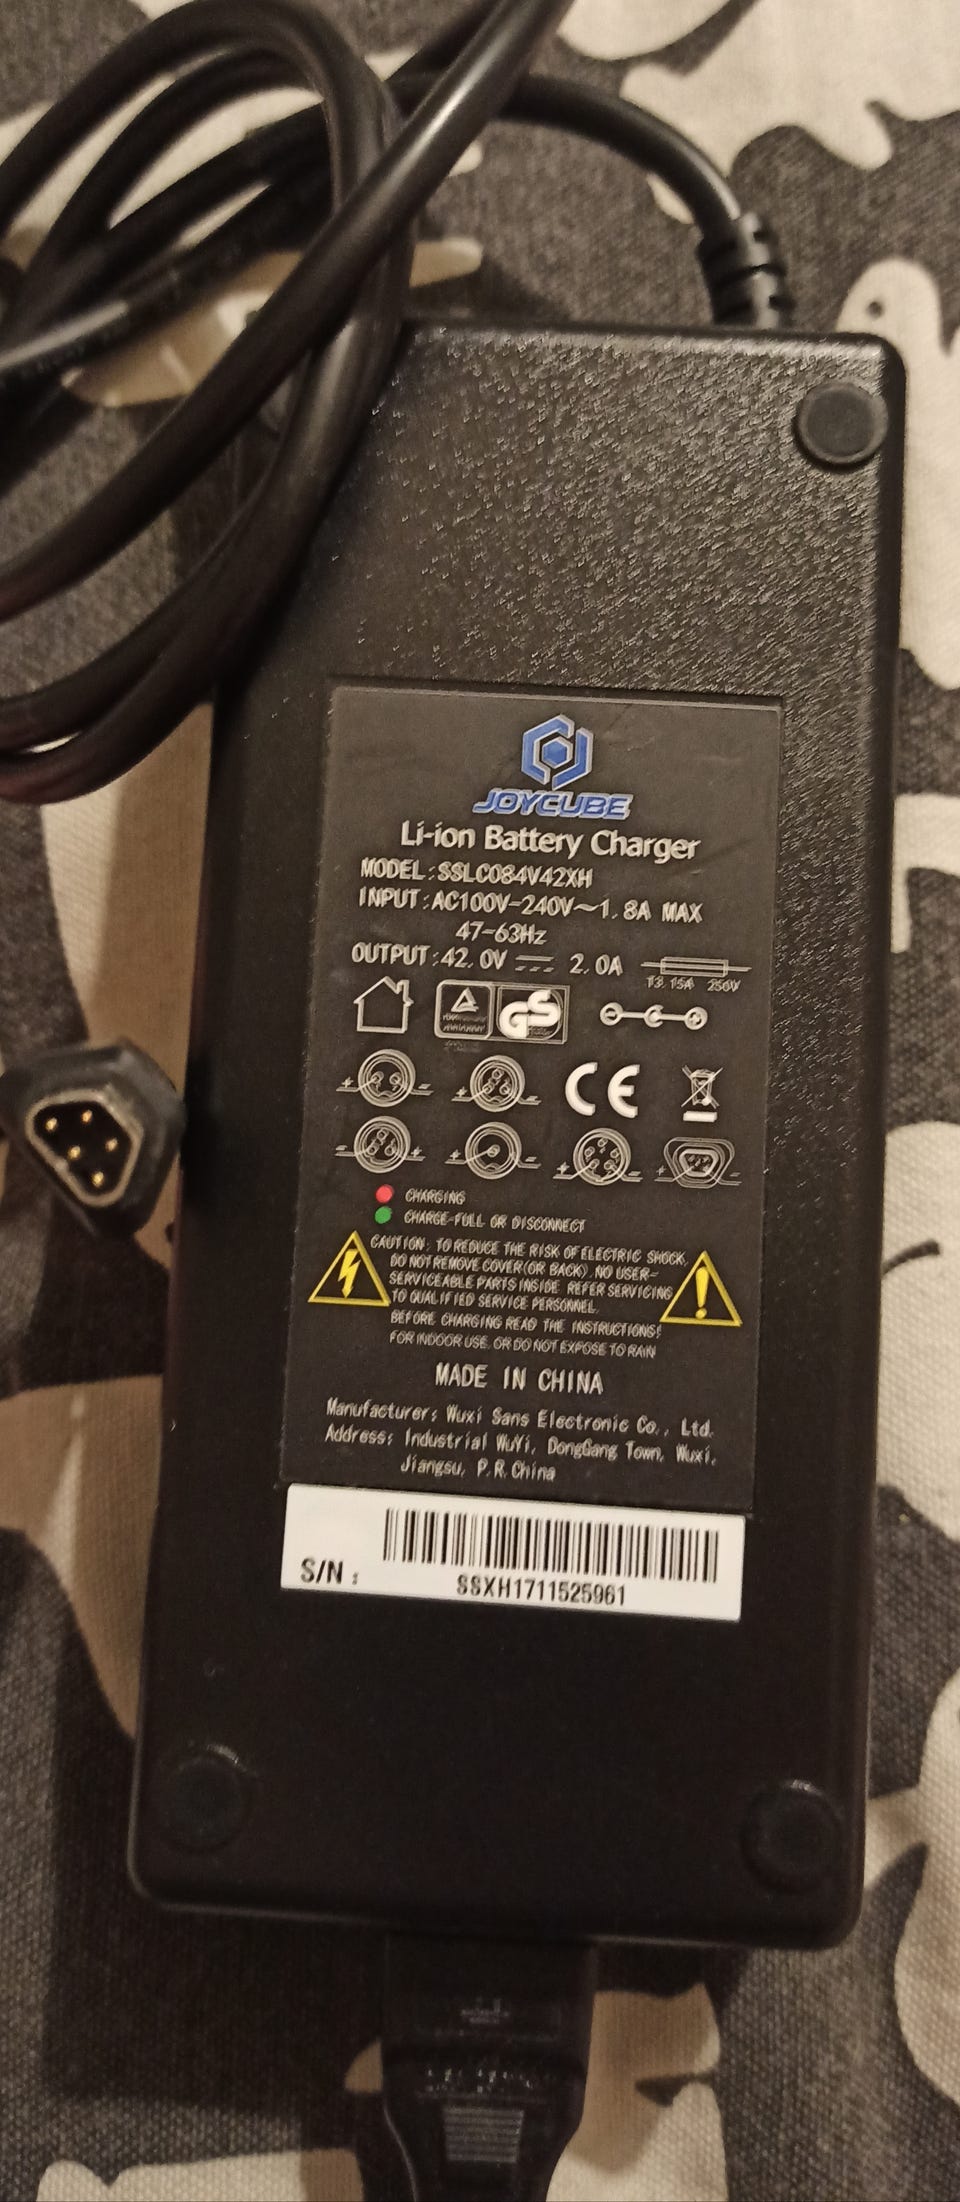 JOYCUBE
Li-ion Battery Charger
MODEL:SSLC084V42XH
INPUT:AC100V-240V~1.8A MAX
47-63Hz
OUTPUT:42.0V 2.0A
T3.15A 250V
GS
CE
CHARGING
CHARGE-FULL OR DISCONNECT
CAUTION: TO REDUCE THE RISK OF ELECTRIC SHOCK,
DO NOT REMOVE COVER(OR BACK). NO USER-
SERVICEABLE PARTS INSIDE. REFER SERVICING
TO QUALIFIED SERVICE PERSONNEL.
BEFORE CHARGING READ THE INSTRUCTIONS!
FOR INDOOR USE, OR DO NOT EXPOSE TO RAIN
MADE IN CHINA
Manufacturer: Wuxi Sans Electronic Co., Ltd.
Address: Industrial WuYi, DongGang Town, Wuxi,
Jiangsu, P.R.China
S/N :
SSXH1711525961